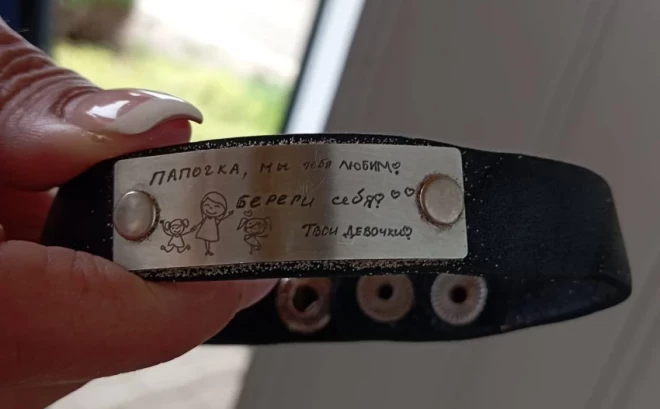 Папочка, мы тебя любим♡
Береги себя♡ ♡♡
Твои девочки♡